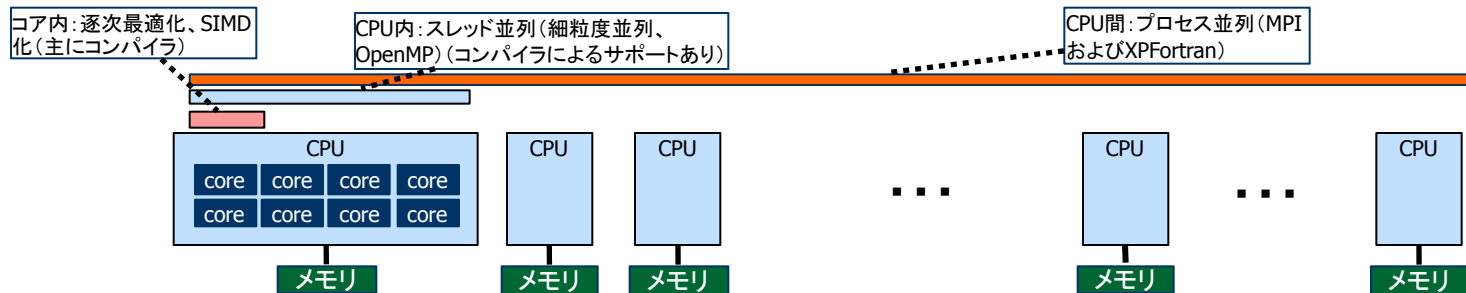 コア内：逐次最適化、SIMD
化（主にコンパイラ）
CPU内：スレッド並列（細粒度並列、
OpenMP）（コンパイラによるサポートあり）
CPU間：プロセス並列（MPI
およびXPFortran）
CPU
CPU
CPU
CPU
CPU
core core core core
core core core core
･･･
･･･
メモリ
メモリ
メモリ
メモリ
メモリ